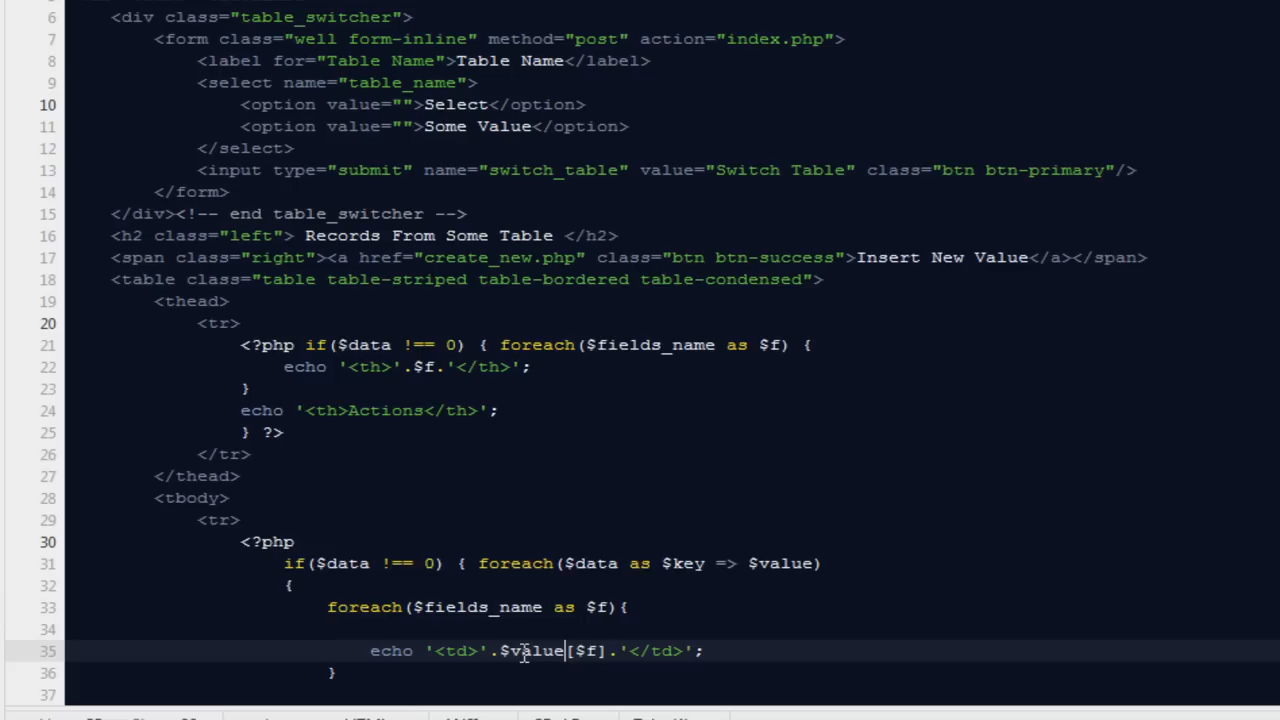 6 <div class="table_switcher">
7 <form class="well form-inline" method="post" action="index.php">
8 <label for="Table Name">Table Name</label>
9 <select name="table_name">
10 <option value="">Select</option>
11 <option value="">Some Value</option>
12 </select>
13 <input type="submit" name="switch_table" value="Switch Table" class="btn btn-primary"/>
14 </form>
15 </div><!-- end table_switcher -->
16 <h2 class="left"> Records From Some Table </h2>
17 <span class="right"><a href="create_new.php" class="btn btn-success">Insert New Value</a></span>
18 <table class="table table-striped table-bordered table-condensed">
19 <thead>
20 <tr>
21 <?php if($data !== 0) { foreach($fields_name as $f) {
22 echo '<th>'.$f.'</th>';
23 }
24 echo '<th>Actions</th>';
25 } ?>
26 </tr>
27 </thead>
28 <tbody>
29 <tr>
30 <?php
31 if($data !== 0) { foreach($data as $key => $value)
32 {
33 foreach($fields_name as $f){
34
35 echo '<td>'.$value[$f].'</td>';
36 }
37